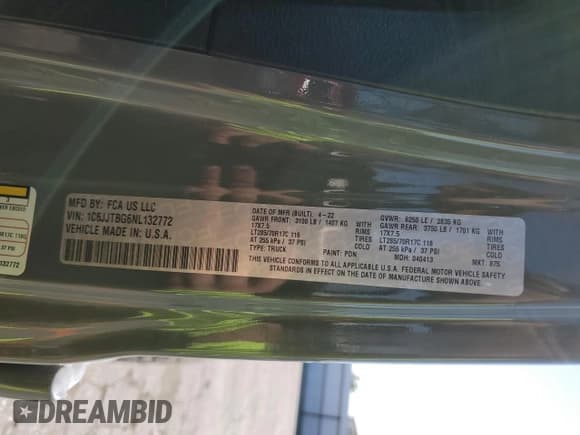 MFD BY: FCA US LLC
VIN: 1C6JJTBG6NL132772
VEHICLE MADE IN: U.S.A.
DATE OF MFR (BUILT): 4-22
GAWR FRONT: 3100 LB / 1407 KG
17X7.5
LT285/70R17C 116
AT 255 kPa / 37 PSI
TYPE: TRUCK
WITH
RIMS
TIRES
COLD
PAINT: PDN
GVWR: 6250 LB / 2835 KG
GAWR REAR: 3750 LB / 1701 KG
17X7.5
LT285/70R17C 116
AT 255 kPa / 37 PSI
MDH: 040413
WITH
RIMS
TIRES
COLD
MKT: 875
THIS VEHICLE CONFORMS TO ALL APPLICABLE U.S.A. FEDERAL MOTOR VEHICLE SAFETY
STANDARDS IN EFFECT ON THE DATE OF MANUFACTURE SHOWN ABOVE.
37 PSI
132772
DREAMBID